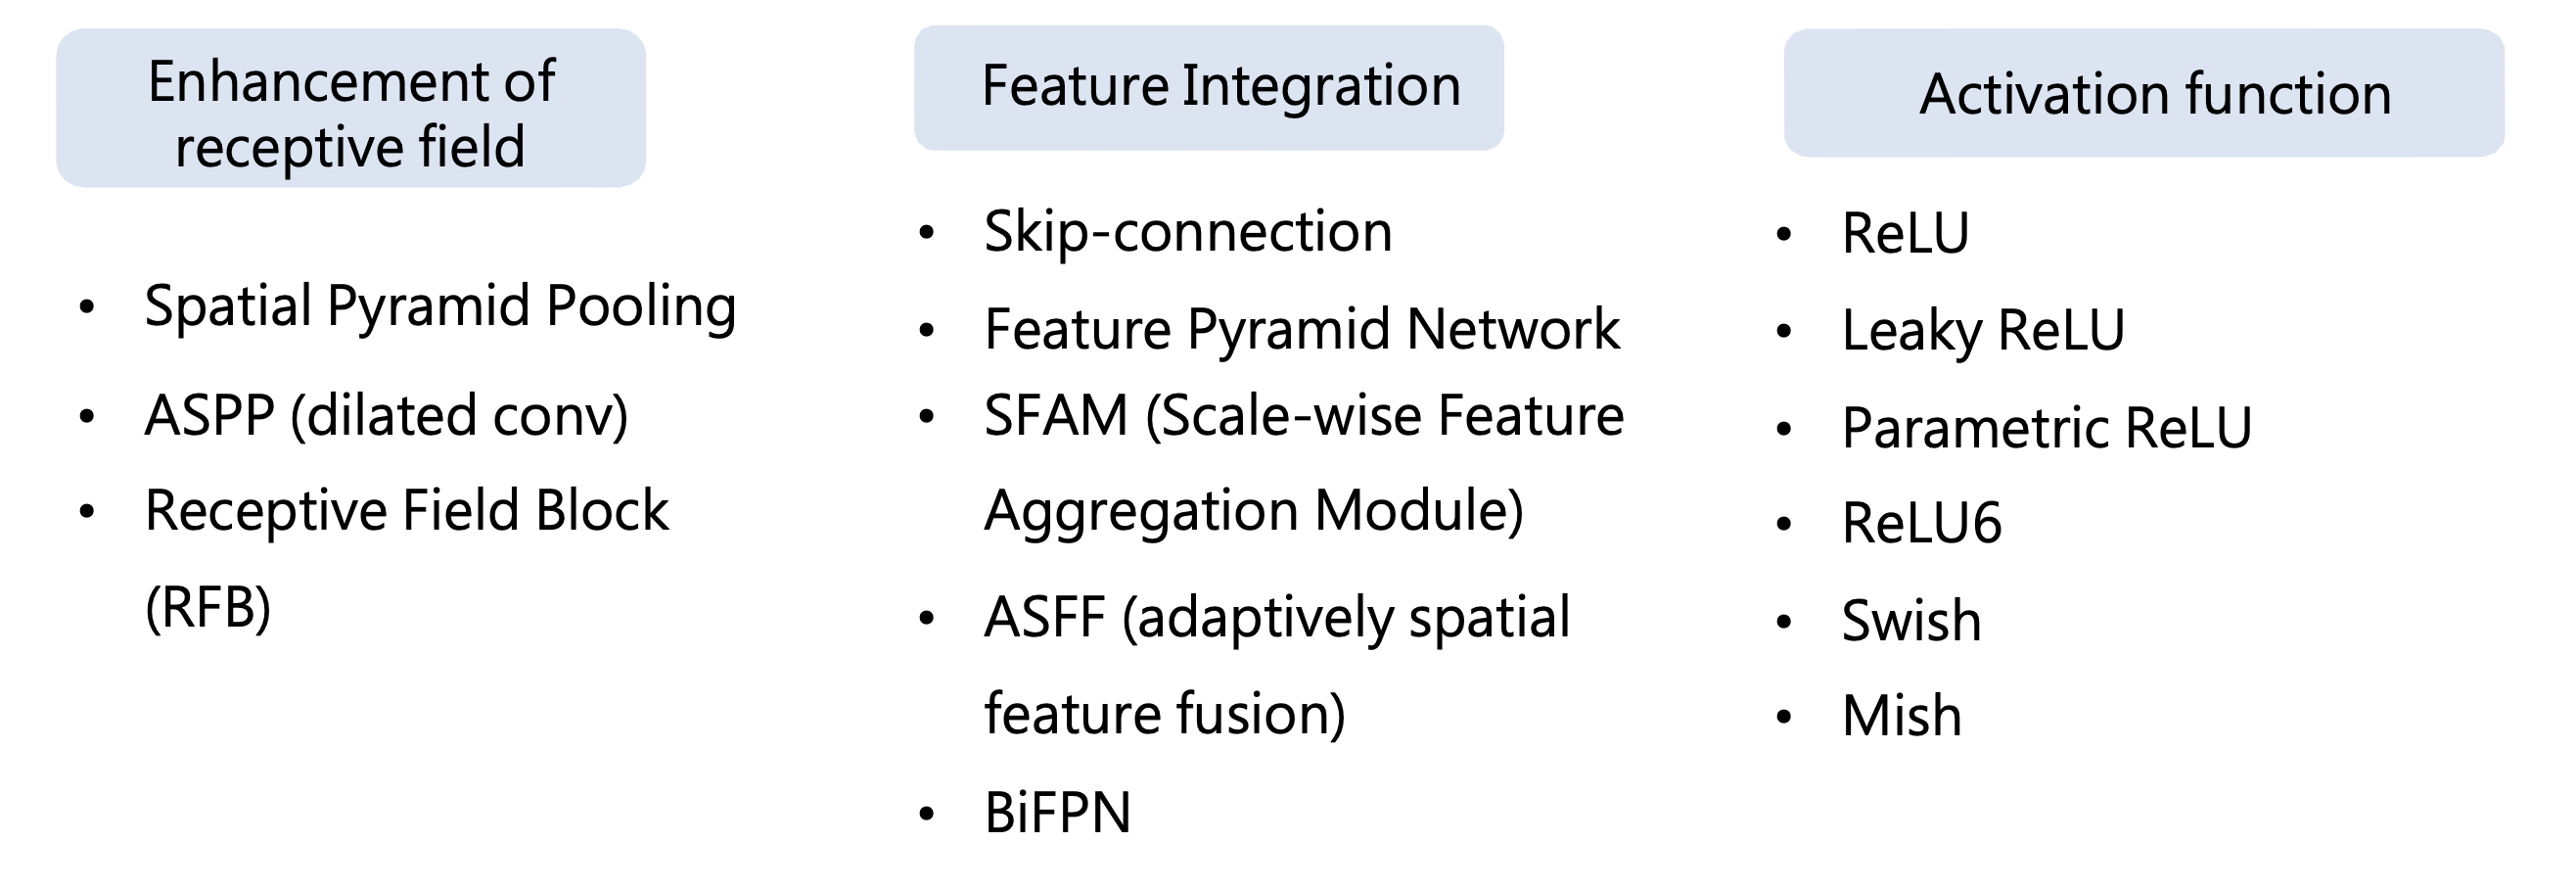 Enhancement of
receptive field
• Spatial Pyramid Pooling
• ASPP (dilated conv)
• Receptive Field Block
(RFB)
Feature Integration
• Skip-connection
• Feature Pyramid Network
• SFAM (Scale-wise Feature
Aggregation Module)
• ASFF (adaptively spatial
feature fusion)
• BiFPN
Activation function
• ReLU
• Leaky ReLU
• Parametric ReLU
• ReLU6
• Swish
• Mish